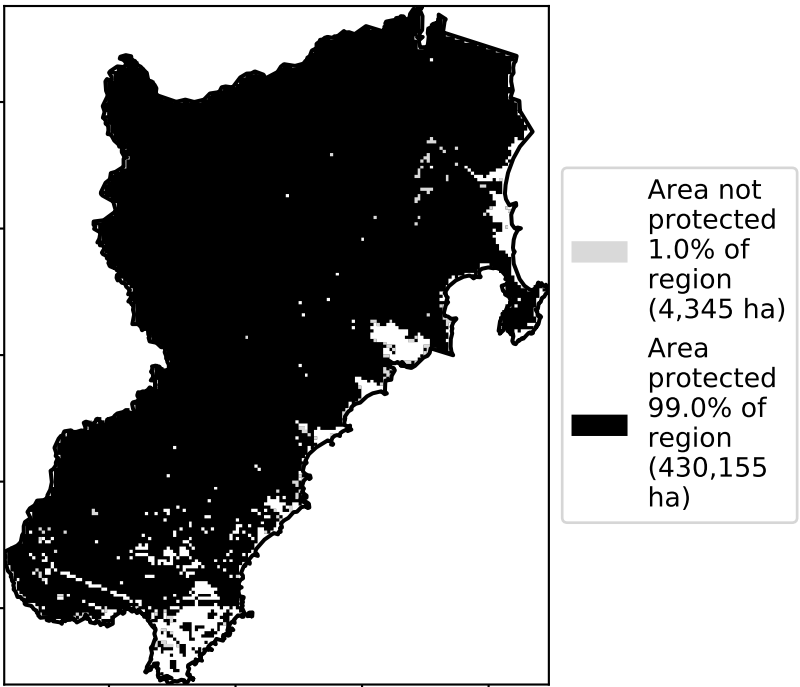 Area not
protected
1.0% of
region
(4,345 ha)
Area
protected
99.0% of
region
(430,155
ha)